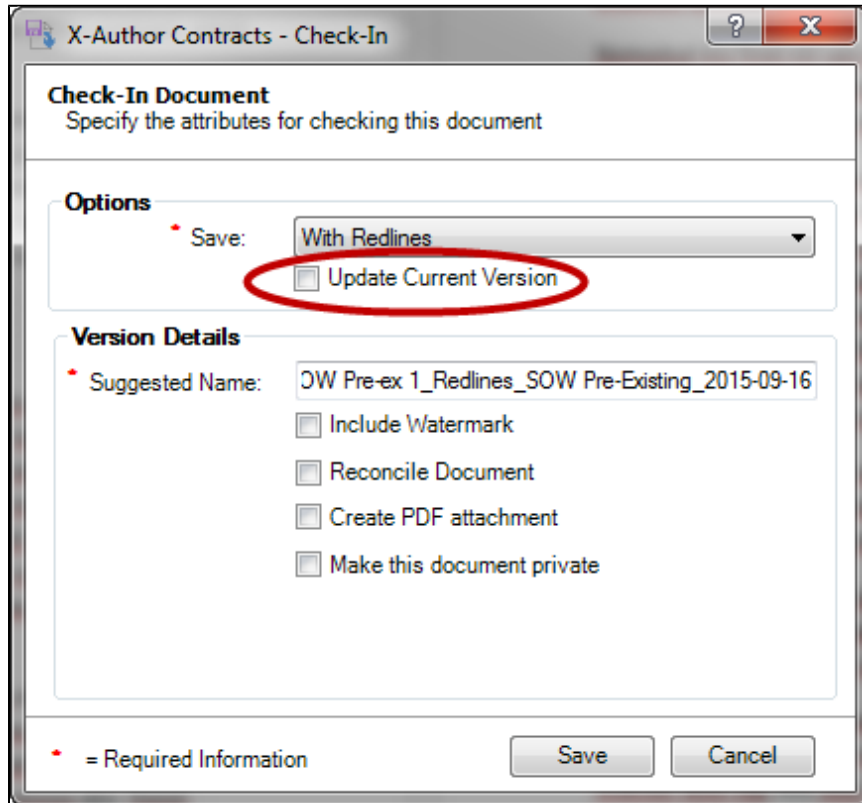 X-Author Contracts - Check-In
? X
Check-In Document
Specify the attributes for checking this document
Options
* Save: With Redlines
Update Current Version
Version Details
* Suggested Name: OW Pre-ex 1_Redlines_SOW Pre-Existing_2015-09-16
Include Watermark
Reconcile Document
Create PDF attachment
Make this document private
* = Required Information Save Cancel